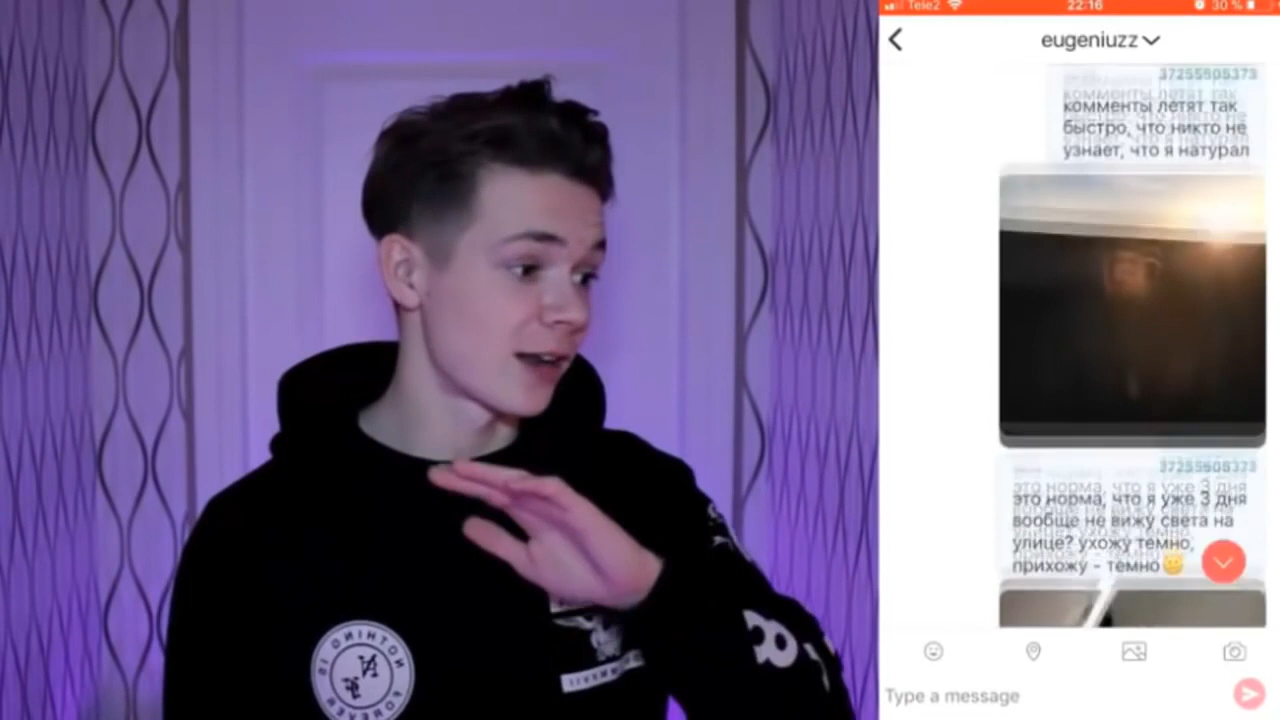 Tele2
22:16
30 %
eugeniuzz
37255505373
комменты летят так
быстро, что никто не
узнает, что я натурал
37255505373
это норма, что я уже 3 дня
вообще не вижу света на
улице? ухожу темно,
прихожу - темно😇
Type a message
NOTHING IS
FOREVER